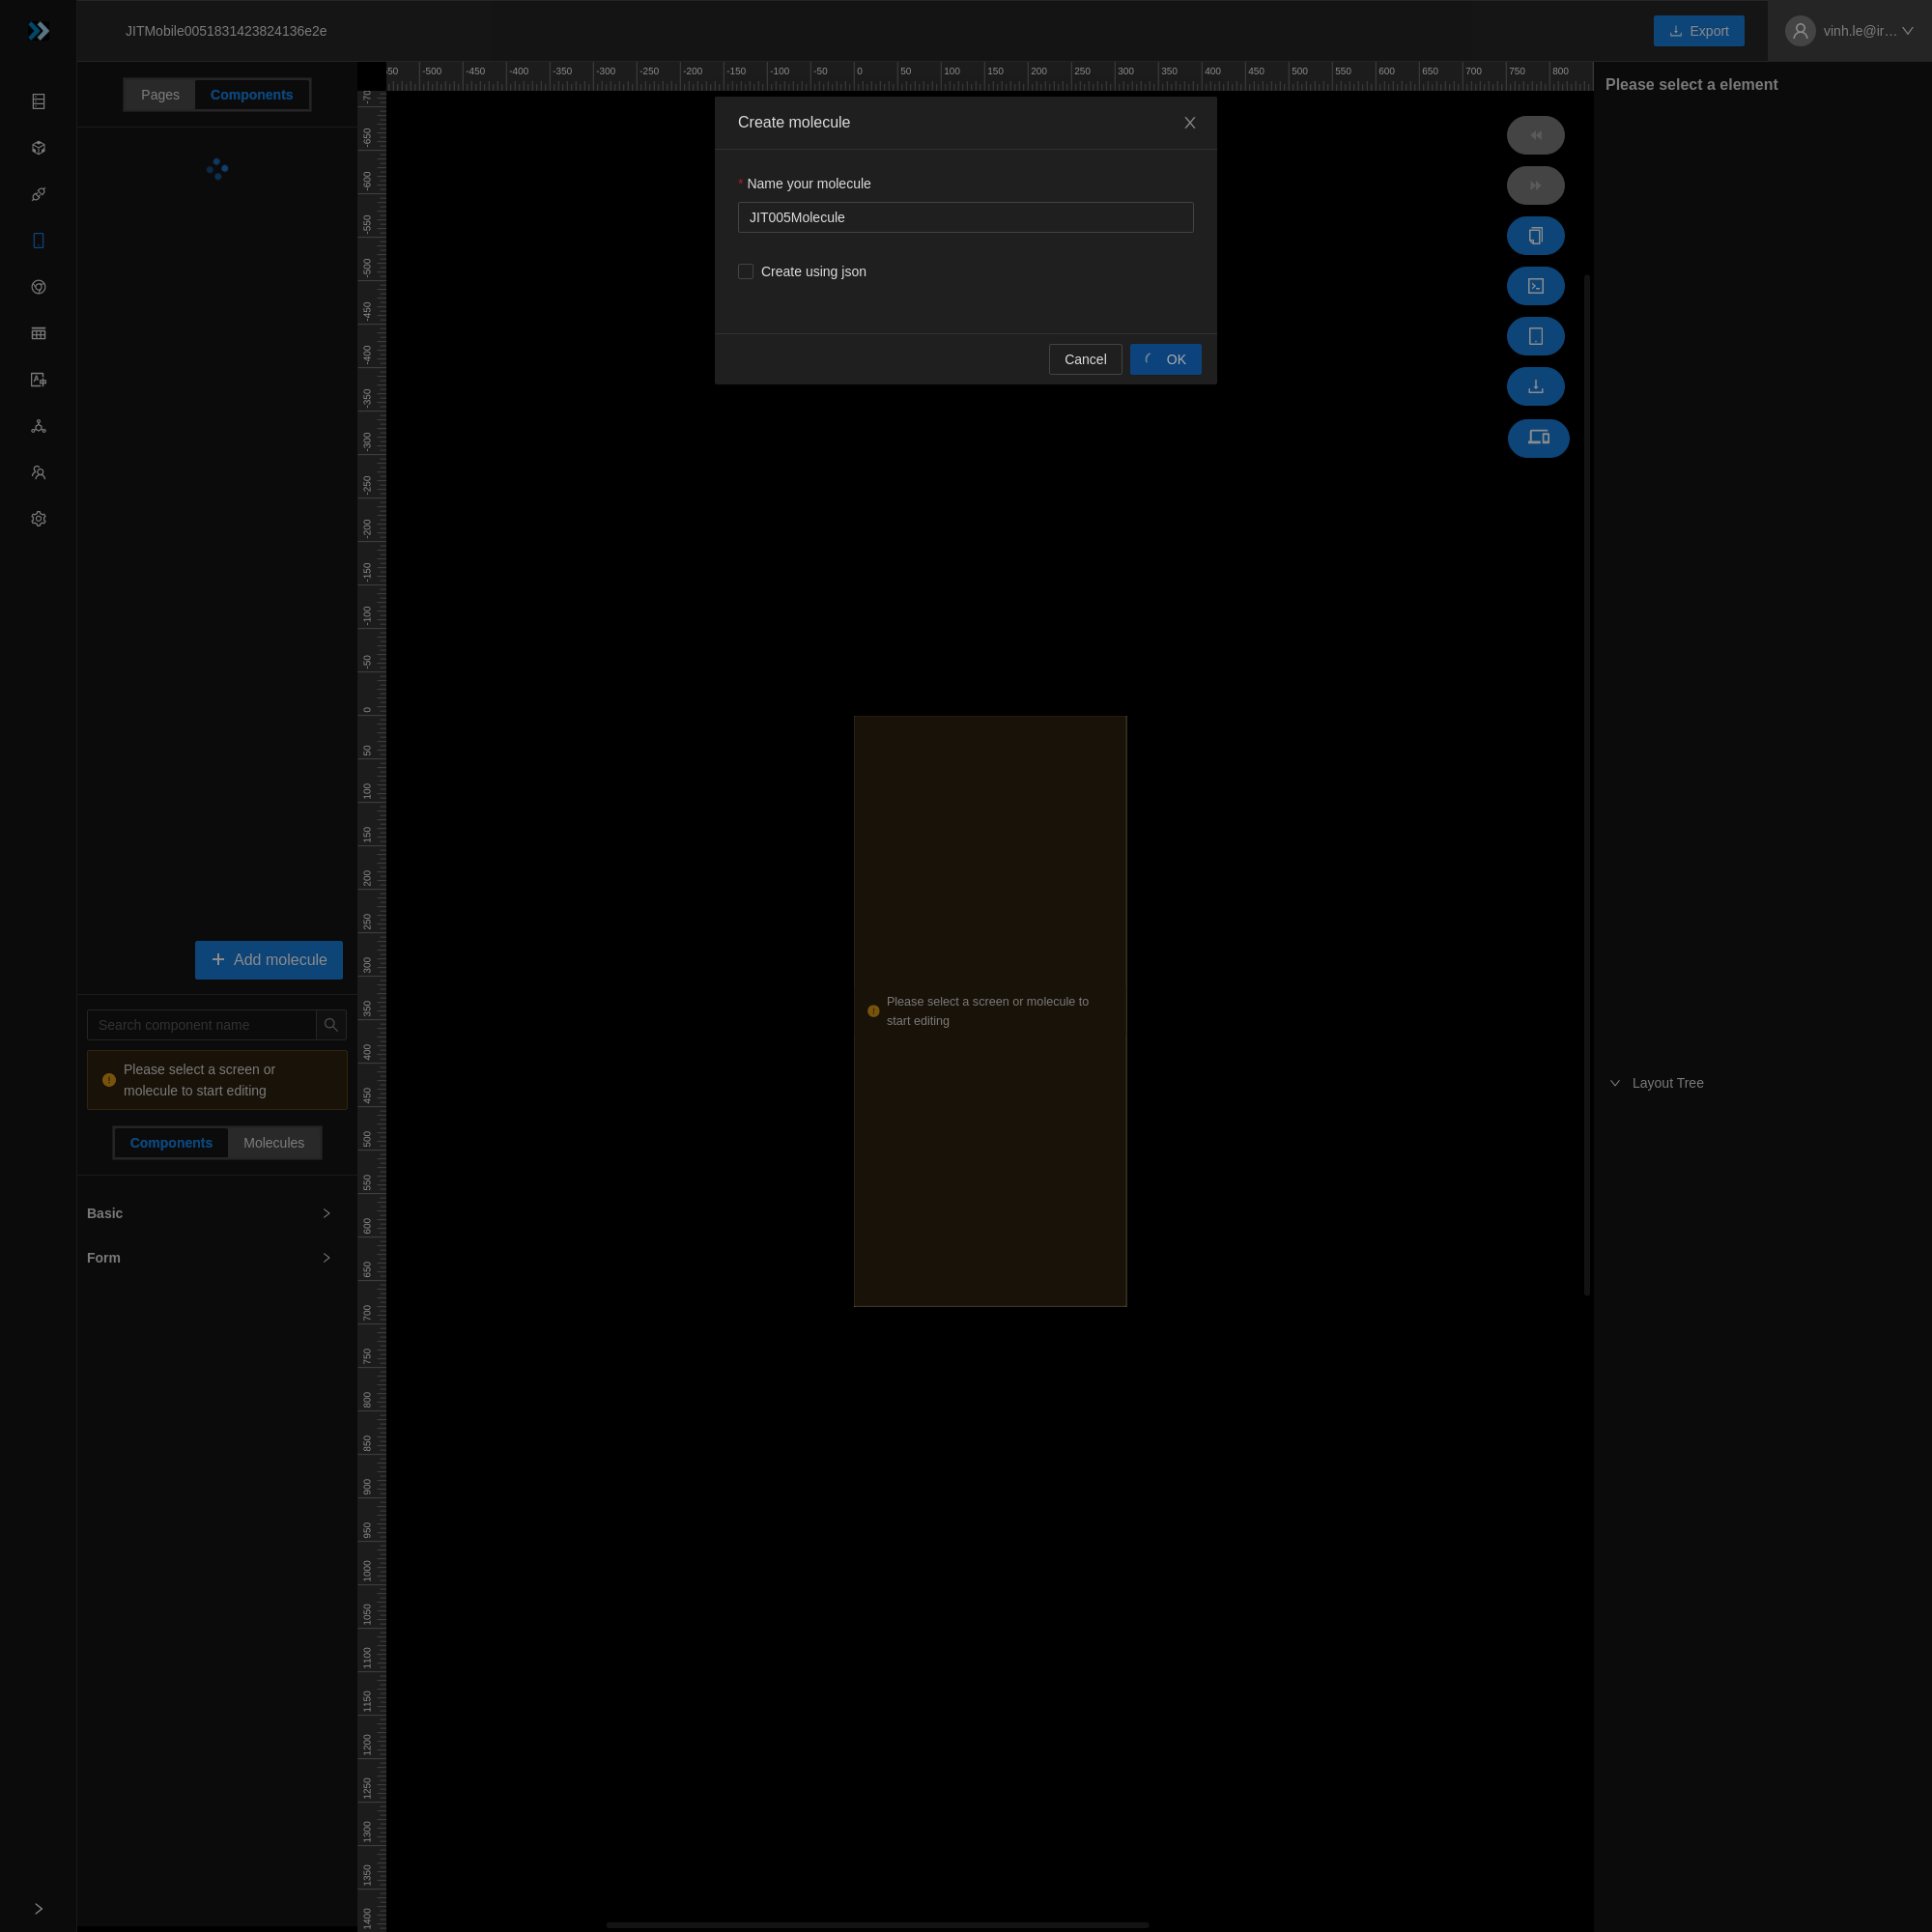 JITMobile0051831423824136e2e
Export
vinh.le@ir...
Pages
Components
-500 -450 -400 -350 -300 -250 -200 -150 -100 -50 0 50 100 150 200 250 300 350 400 450 500 550 600 650 700 750 800
Please select a element
Create molecule
* Name your molecule
JIT005Molecule
Create using json
Cancel
OK
-650
-600
-550
-500
-450
-400
-350
-300
-250
-200
-150
-100
-50
0
50
100
150
200
250
300
350
400
450
500
550
600
650
700
750
800
850
900
950
1000
1050
1100
1150
1200
1250
1300
1350
1400
Add molecule
Search component name
Please select a screen or
molecule to start editing
Components
Molecules
Basic
Form
Please select a screen or molecule to
start editing
Layout Tree